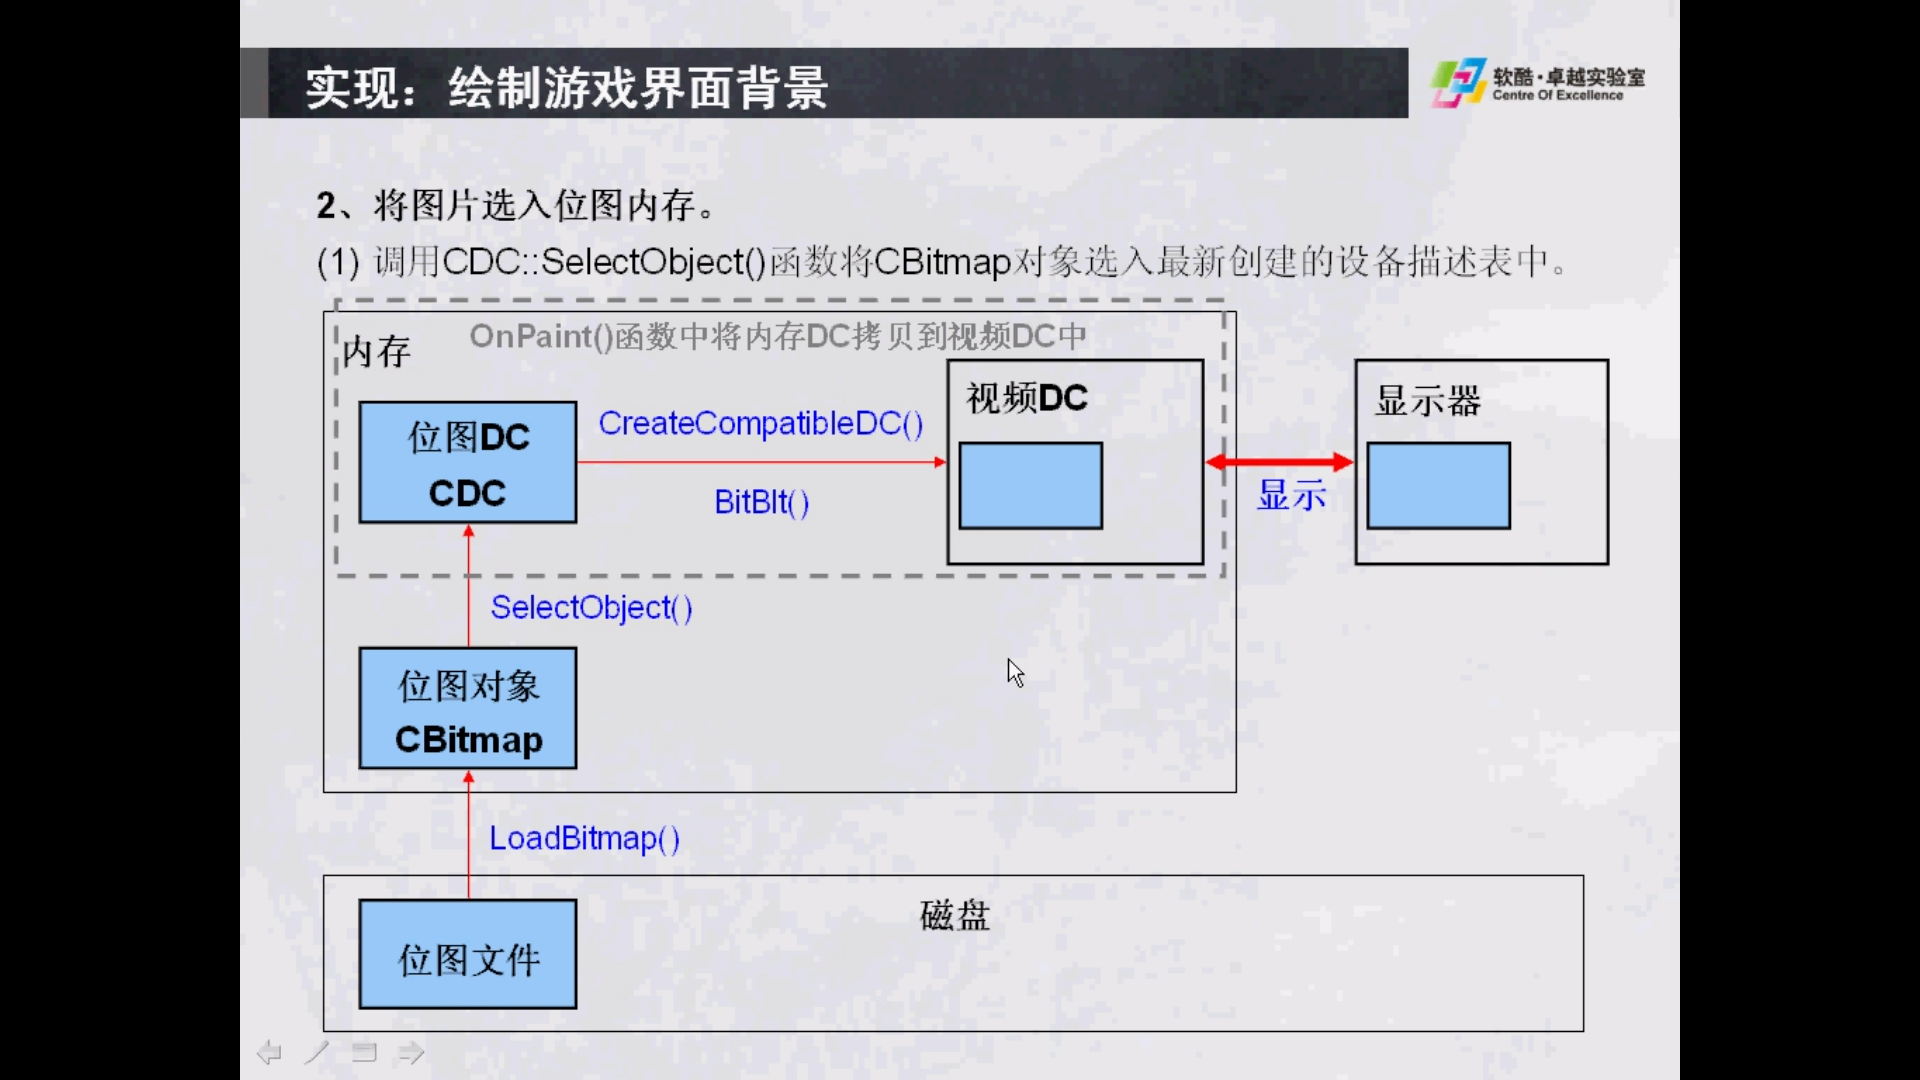 实现：绘制游戏界面背景
软酷·卓越实验室
Centre Of Excellence
2、将图片选入位图内存。
(1) 调用CDC::SelectObject()函数将CBitmap对象选入最新创建的设备描述表中。
OnPaint()函数中将内存DC拷贝到视频DC中
内存
位图DC
CDC
CreateCompatibleDC()
BitBlt()
视频DC
显示
显示器
SelectObject()
位图对象
CBitmap
LoadBitmap()
磁盘
位图文件